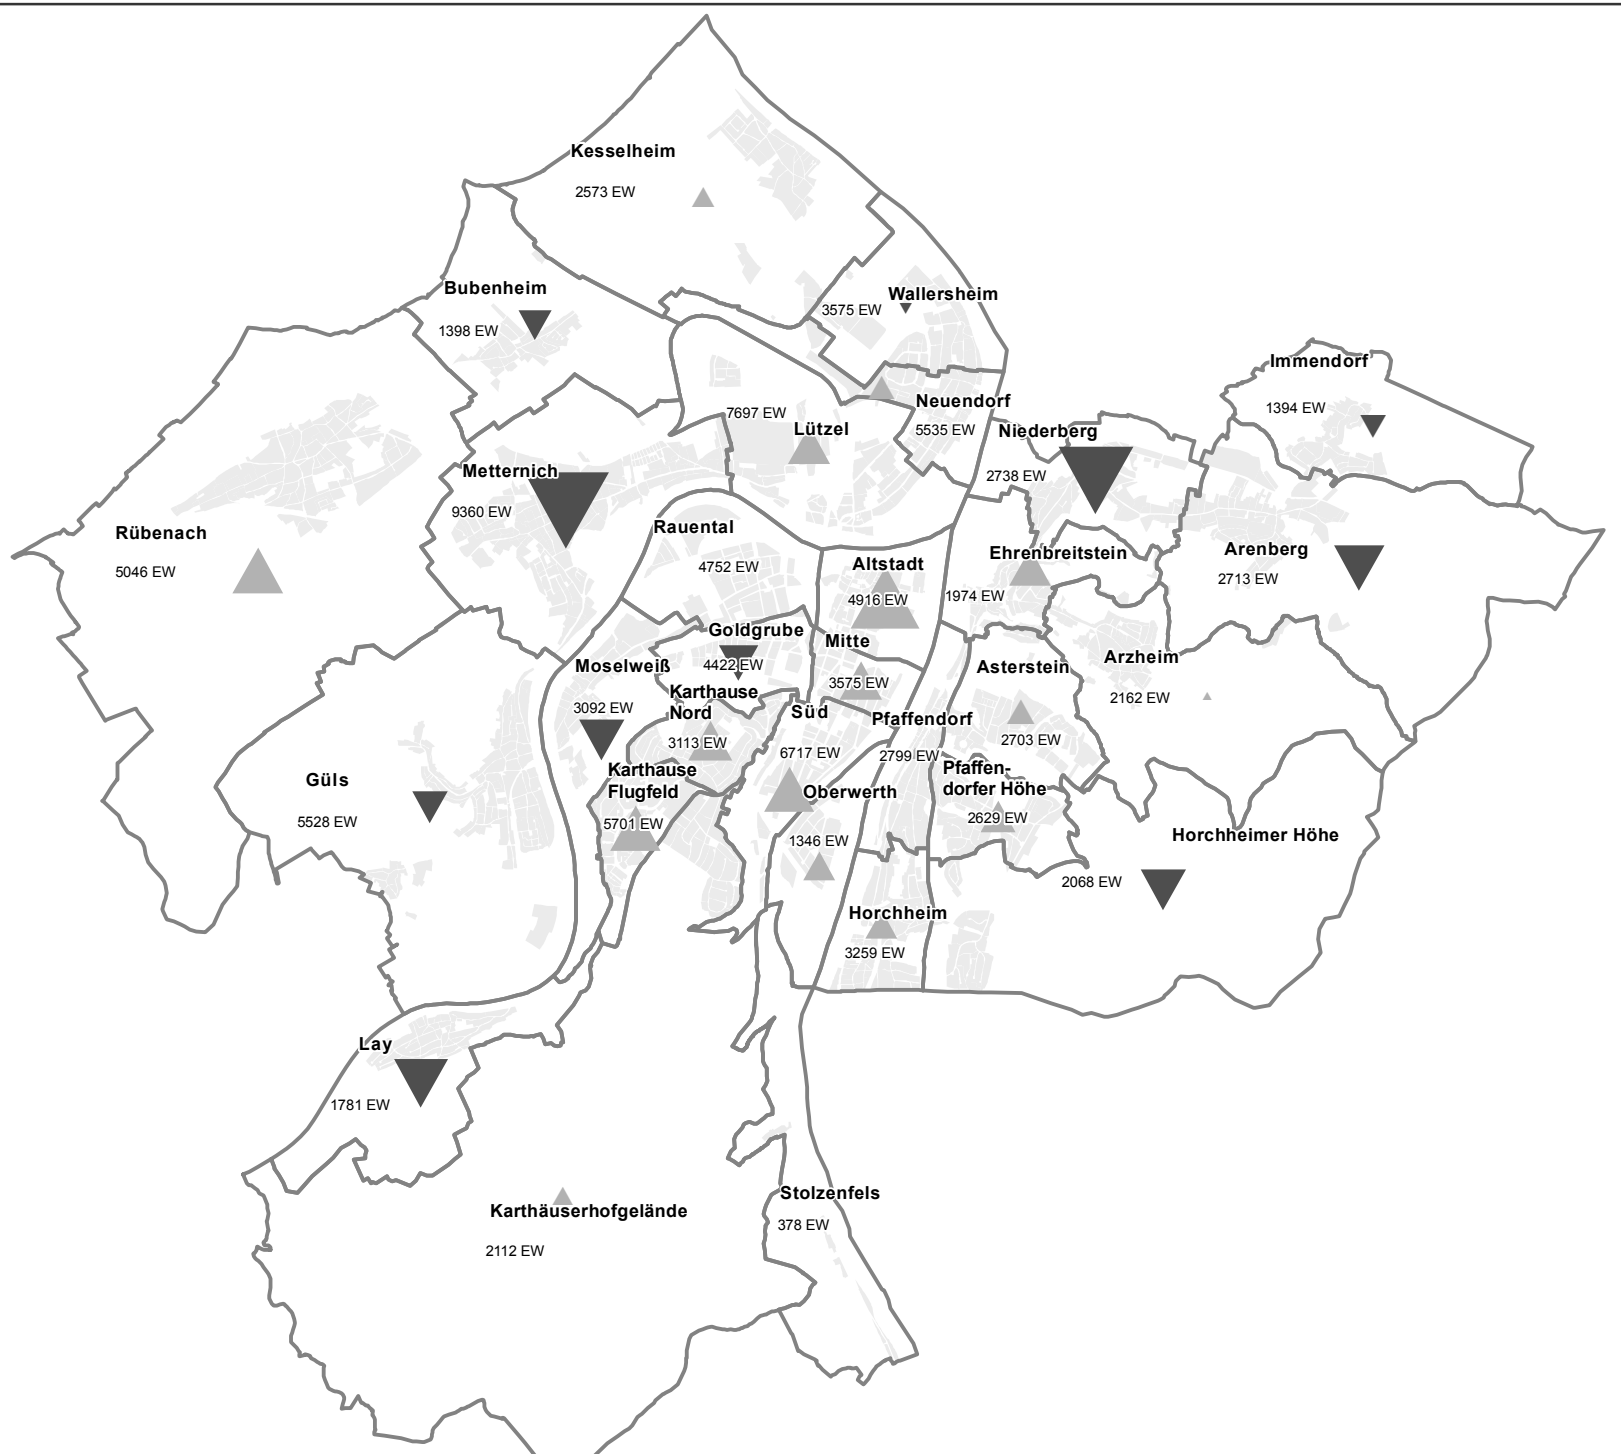 Kesselheim
2573 EW
Bubenheim
1398 EW
Wallersheim
3575 EW
Immendorf
1394 EW
Neuendorf
5535 EW
7697 EW
Lützel
Niederberg
2738 EW
Metternich
9360 EW
Rübenach
5046 EW
Rauental
4752 EW
Altstadt
4916 EW
Ehrenbreitstein
1974 EW
Arenberg
2713 EW
Goldgrube
4422 EW
Mitte
3575 EW
Moselweiß
3092 EW
Karthause
Nord
3113 EW
Asterstein
2703 EW
Arzheim
2162 EW
Süd
6717 EW
Pfaffendorf
2799 EW
Karthause
Flugfeld
5701 EW
Pfaffen-
dorfer Höhe
2629 EW
Güls
5528 EW
Oberwerth
1346 EW
Horchheimer Höhe
2068 EW
Horchheim
3259 EW
Lay
1781 EW
Stolzenfels
378 EW
Karthäuserhofgelände
2112 EW